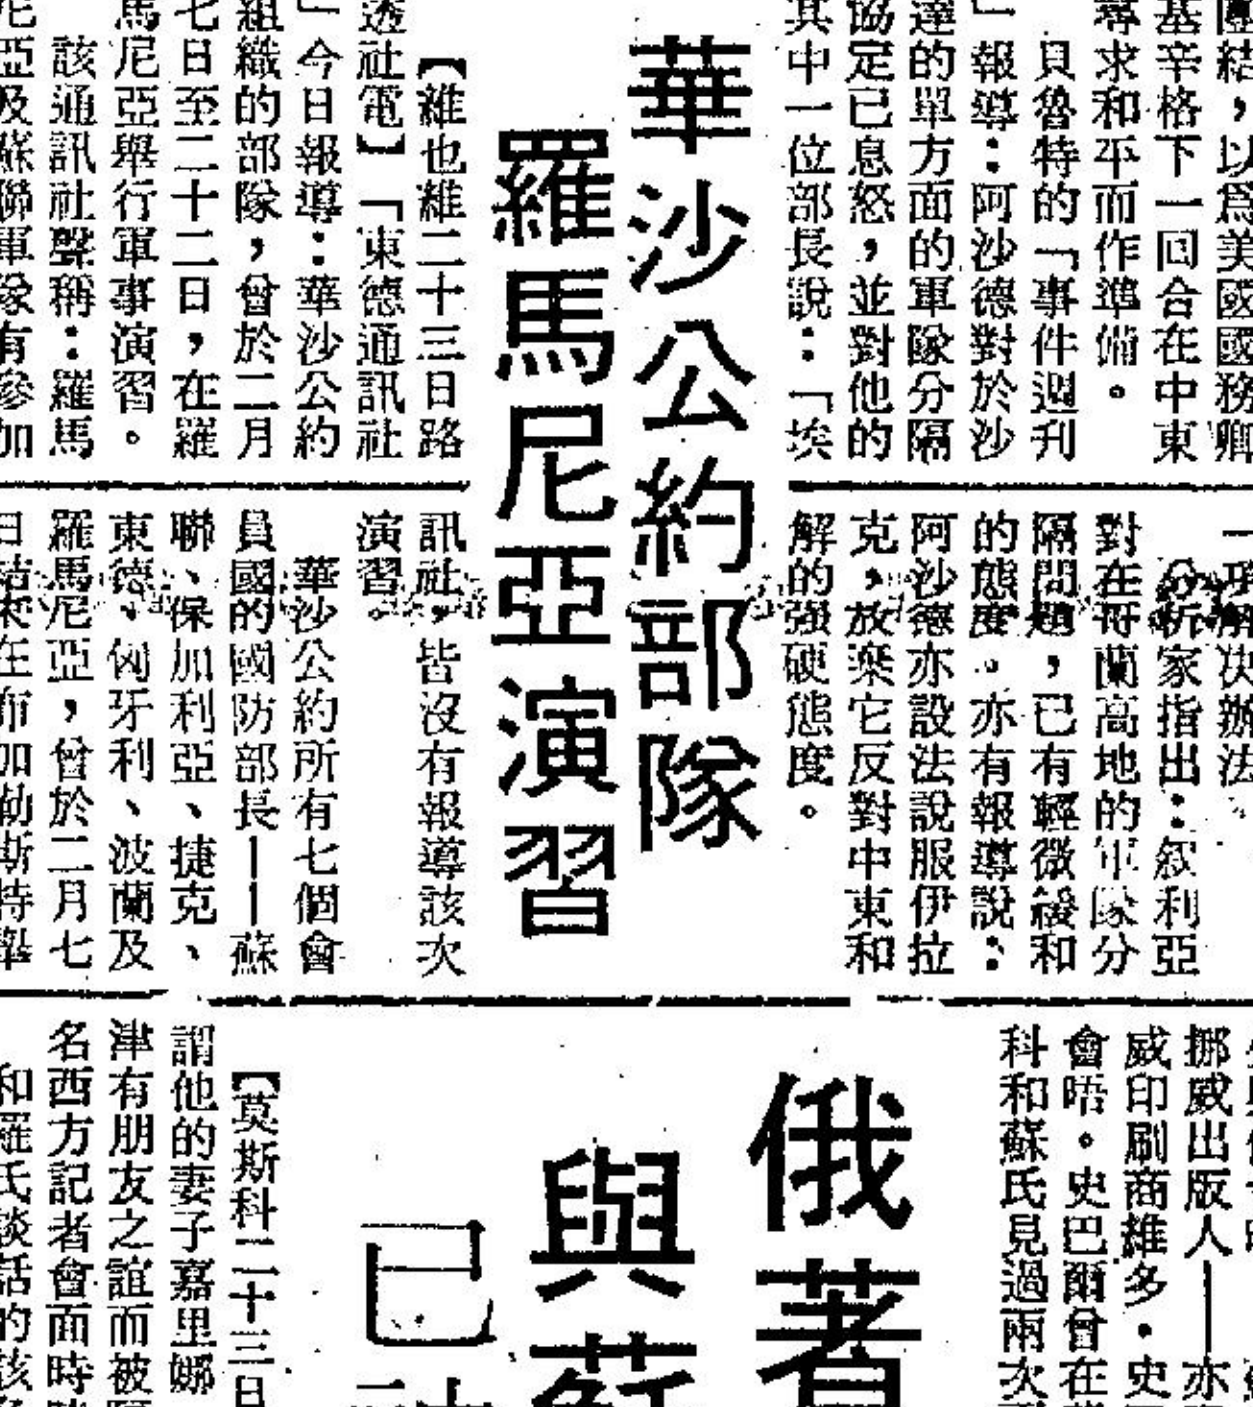 團結，以爲美國國務卿
基辛格下一回合在中東
尋求和平而作準備。
貝魯特的「事件週刋
」報導：阿沙德對於沙
達的單方面的軍隊分隔
協定已息怒，並對他的
其中一位部長說：「埃
一項解决辦法
分析家指出：叙利亞
對在哥蘭高地的軍隊分
隔問題，已有輕微緩和
的態度。亦有報導說：
阿沙德亦設法說服伊拉
克，放棄它反對中東和
解的强硬態度。
華沙公約部隊
羅馬尼亞演習
【維也維二十三日路
透社電】「東德通訊社
」今日報導：華沙公約
組織的部隊，曾於二月
七日至二十二日，在羅
馬尼亞舉行軍事演習。
該通訊社聲稱：羅馬
尼亞及蘇聯軍隊有參加
訊社，皆沒有報導該次
演習。
華沙公約所有七個會
員國的國防部長——蘇
聯、保加利亞、捷克、
東德、匈牙利、波蘭及
羅馬尼亞，曾於二月七
日結束在布加勒斯特舉
挪威出版人——亦
威印刷商維多・史
會晤。史巴爾曾在
科和蘇氏見過兩次
俄著
與蘇
已
【莫斯科二十三日
謂他的妻子嘉里娜
津有朋友之誼而被
名西方記者會面時
和羅氏談話的該